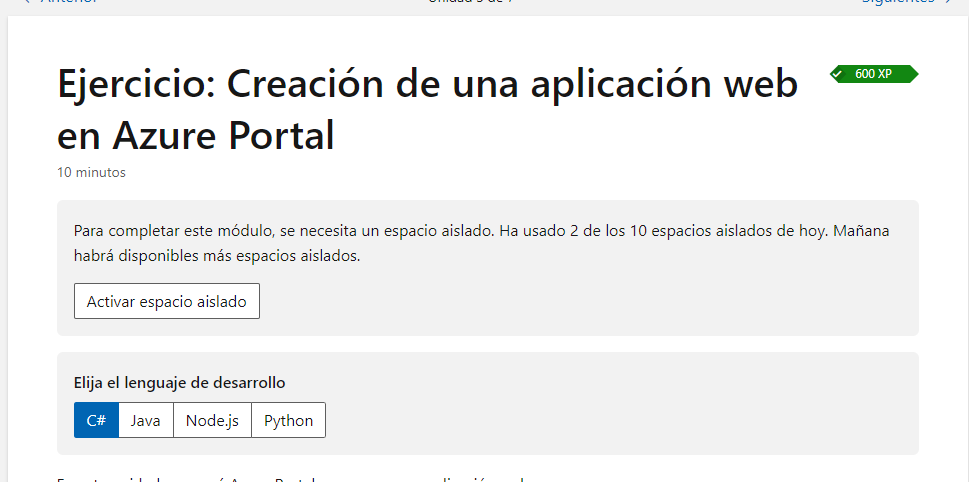 Anterior
Siguientes
Ejercicio: Creación de una aplicación web
600 XP
en Azure Portal
10 minutos
Para completar este módulo, se necesita un espacio aislado. Ha usado 2 de los 10 espacios aislados de hoy. Mañana
habrá disponibles más espacios aislados.
Activar espacio aislado
Elija el lenguaje de desarrollo
C# Java Node.js Python